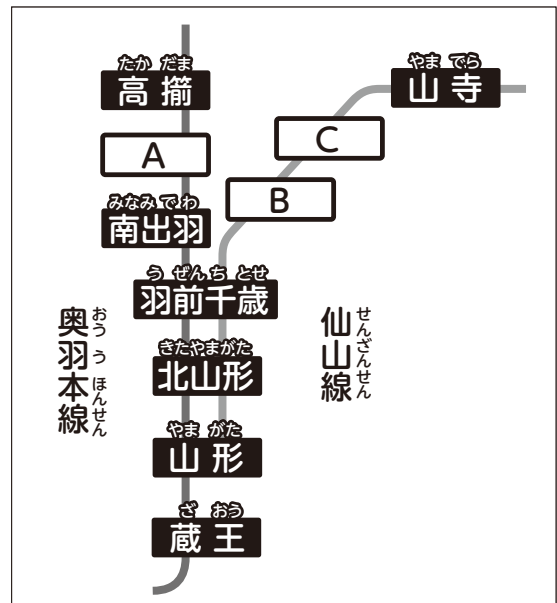 たかだま
高擶
やまでら
山寺
A
C
B
みなみでわ
南出羽
うぜんちとせ
羽前千歳
きたやまがた
北山形
やまがた
山形
ざおう
蔵王
おううほんせん
奥羽本線
せんざんせん
仙山線